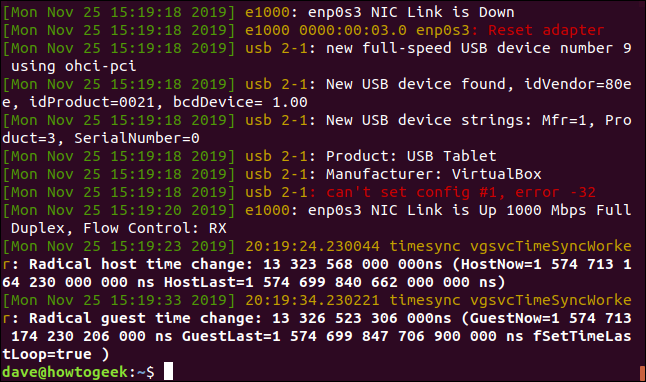 [Mon Nov 25 15:19:18 2019] e1000: enp0s3 NIC Link is Down
[Mon Nov 25 15:19:18 2019] e1000 0000:00:03.0 enp0s3: Reset adapter
[Mon Nov 25 15:19:18 2019] usb 2-1: new full-speed USB device number 9
 using ohci-pci
[Mon Nov 25 15:19:18 2019] usb 2-1: New USB device found, idVendor=80e
e, idProduct=0021, bcdDevice= 1.00
[Mon Nov 25 15:19:18 2019] usb 2-1: New USB device strings: Mfr=1, Pro
duct=3, SerialNumber=0
[Mon Nov 25 15:19:18 2019] usb 2-1: Product: USB Tablet
[Mon Nov 25 15:19:18 2019] usb 2-1: Manufacturer: VirtualBox
[Mon Nov 25 15:19:18 2019] usb 2-1: can't set config #1, error -32
[Mon Nov 25 15:19:20 2019] e1000: enp0s3 NIC Link is Up 1000 Mbps Full
 Duplex, Flow Control: RX
[Mon Nov 25 15:19:23 2019] 20:19:24.230044 timesync vgsvcTimeSyncWorke
r: Radical host time change: 13 323 568 000 000ns (HostNow=1 574 713 1
64 230 000 000 ns HostLast=1 574 699 840 662 000 000 ns)
[Mon Nov 25 15:19:33 2019] 20:19:34.230221 timesync vgsvcTimeSyncWorke
r: Radical guest time change: 13 326 523 306 000ns (GuestNow=1 574 713
 174 230 206 000 ns GuestLast=1 574 699 847 706 900 000 ns fSetTimeLas
tLoop=true )
dave@howtogeek:~$